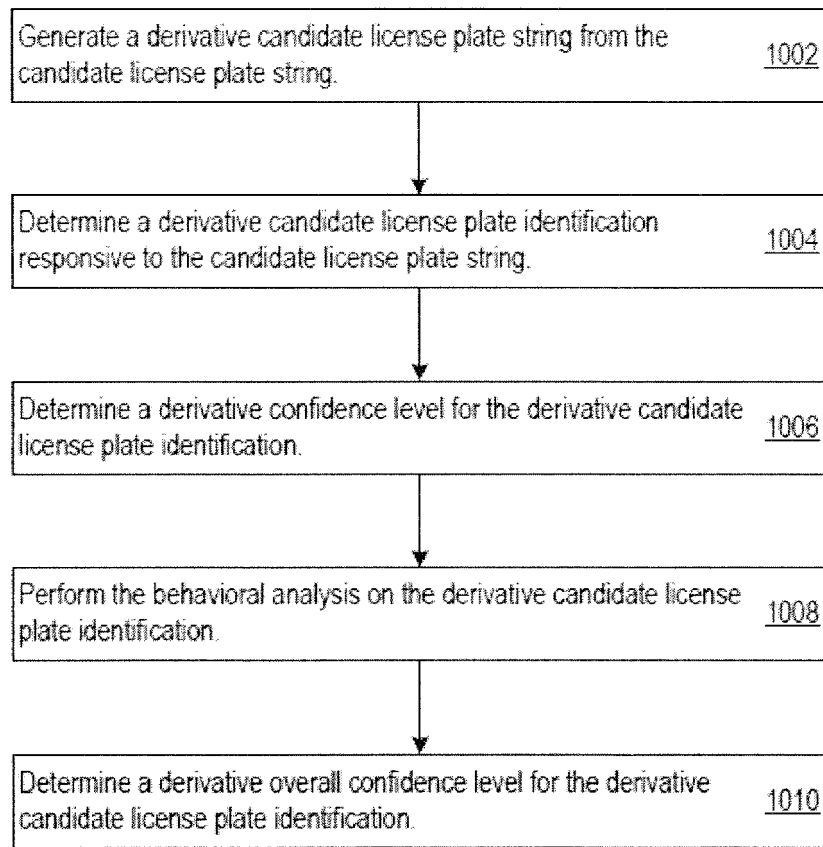 Generate a derivative candidate license plate string from the
candidate license plate string.
1002
Determine a derivative candidate license plate identification
responsive to the candidate license plate string.
1004
Determine a derivative confidence level for the derivative candidate
license plate identification.
1006
Perform the behavioral analysis on the derivative candidate license
plate identification.
1008
Determine a derivative overall confidence level for the derivative
candidate license plate identification.
1010